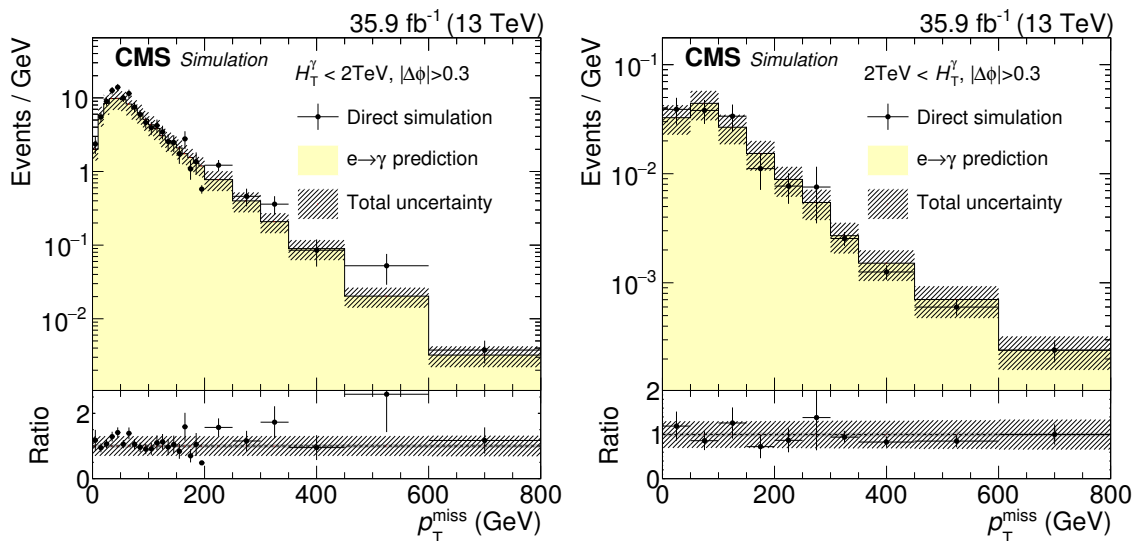 35.9 fb⁻¹ (13 TeV)
CMS Simulation
H_T^γ < 2TeV, |Δϕ|>0.3
Direct simulation
e→γ prediction
Total uncertainty
Events / GeV
10
1
10⁻¹
10⁻²
Ratio
2
1
0
0 200 400 600 800
p_T^miss (GeV)
35.9 fb⁻¹ (13 TeV)
CMS Simulation
2TeV < H_T^γ, |Δϕ|>0.3
Direct simulation
e→γ prediction
Total uncertainty
Events / GeV
10⁻¹
10⁻²
10⁻³
Ratio
2
1
0
0 200 400 600 800
p_T^miss (GeV)